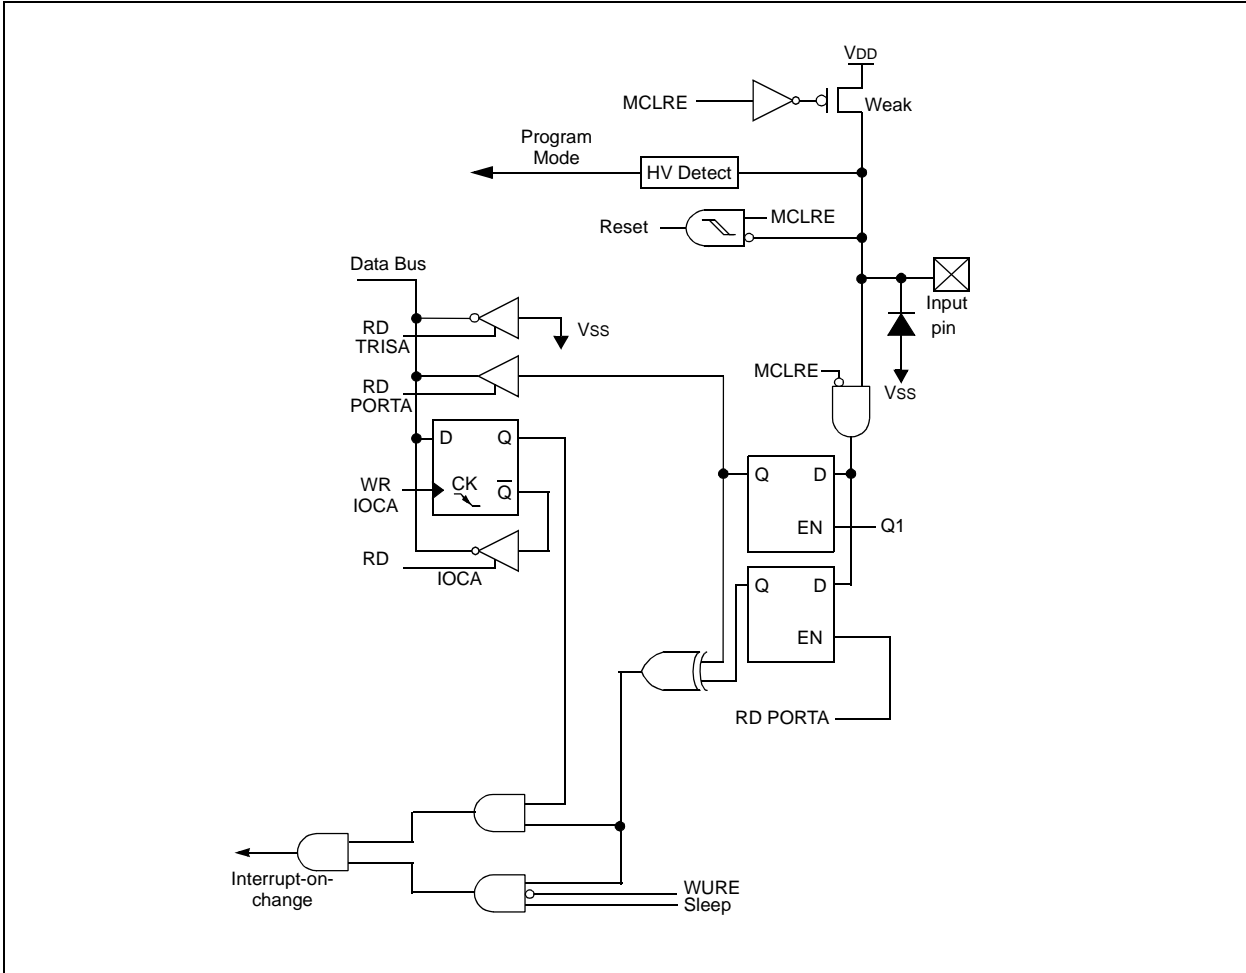 VDD
MCLRE
Weak
Program
Mode
HV Detect
Reset
MCLRE
Data Bus
Input
pin
RD
TRISA
VSS
MCLRE
RD
PORTA
VSS
D
Q
CK
Q
WR
IOCA
Q
D
EN
Q1
RD
IOCA
Q
D
EN
RD PORTA
Interrupt-on-
change
WURE
Sleep